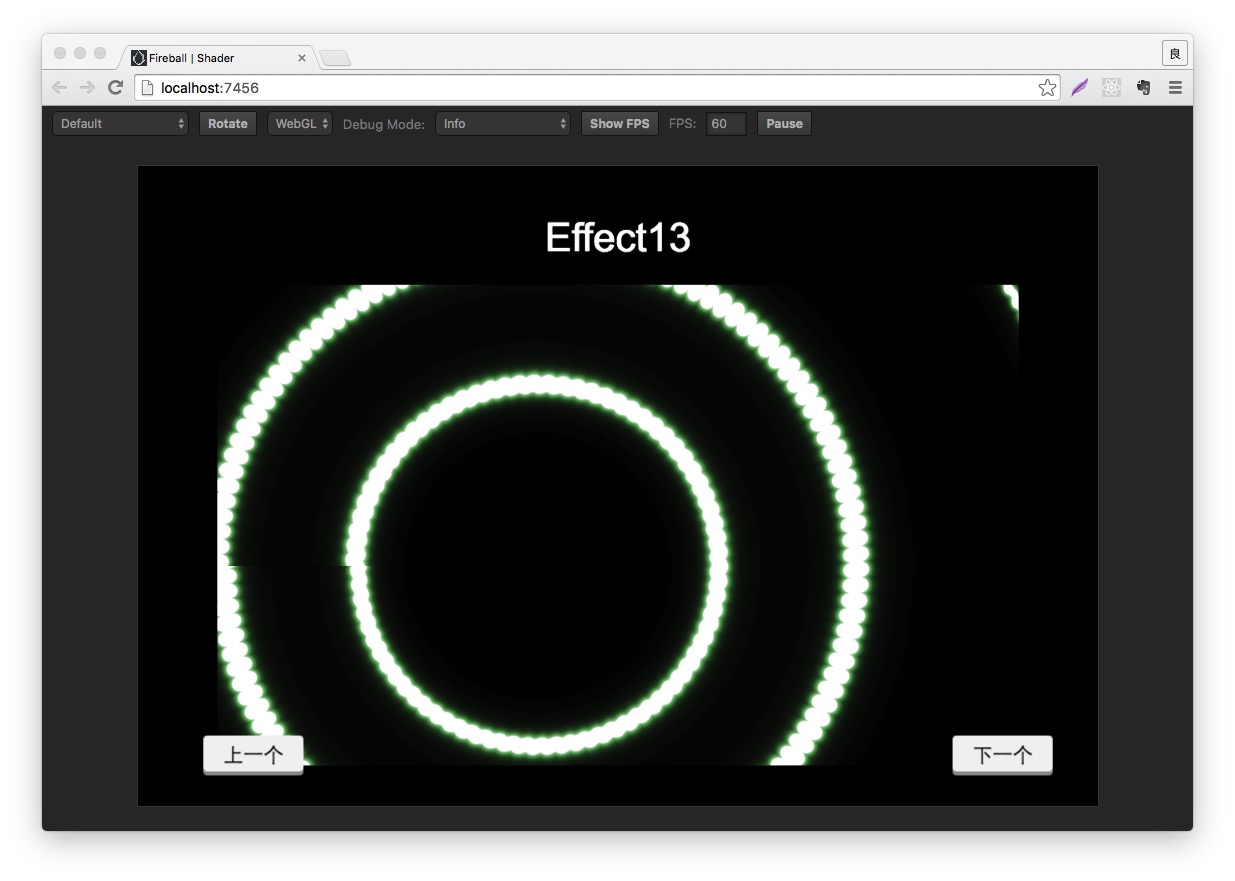 Fireball | Shader
良
localhost:7456
Default Rotate WebGL Debug Mode: Info Show FPS FPS: 60 Pause
Effect13
上一个 下一个